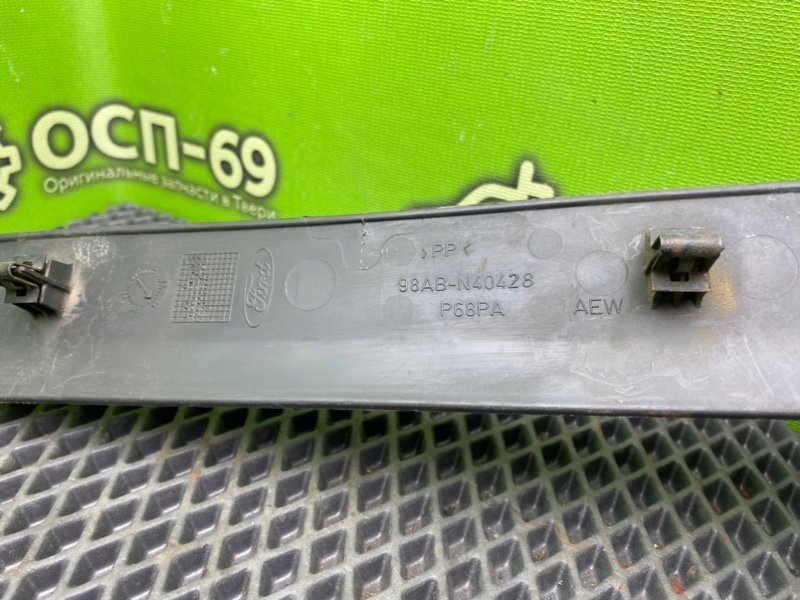 ОСП-69
Оригинальные запчасти в Твери
>PP<
98AB-N40428
P68PA
AEW
Ford